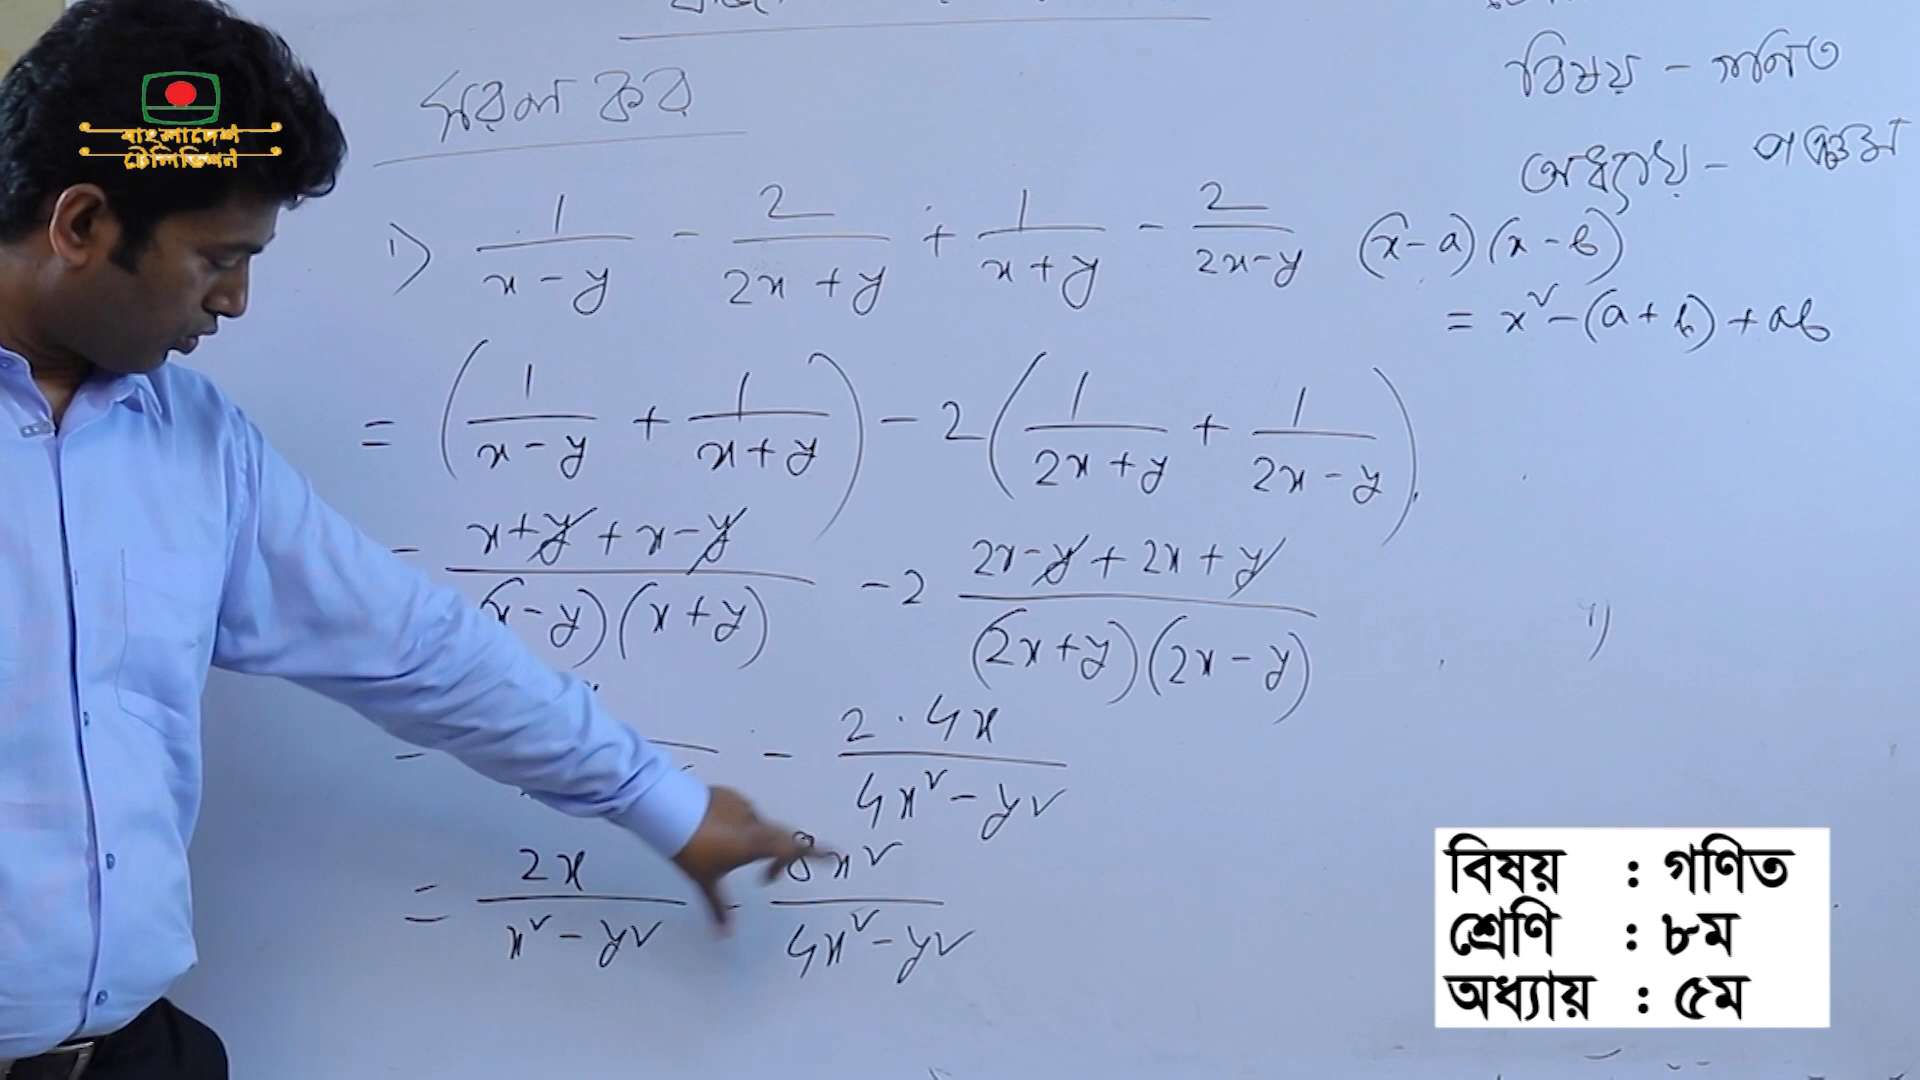 বাংলাদেশ
টেলিভিশন
বিষয় - গণিত
অধ্যায় - পঞ্চম
সরল কর
১) 1/(x-y) - 2/(2x+y) + 1/(x+y) - 2/(2x-y)
(x-a)(x-b)
= x² - (a+b) + ab
= (1/(x-y) + 1/(x+y)) - 2(1/(2x+y) + 1/(2x-y))
= (x+y+x-y)/((x-y)(x+y)) - 2 (2x-y+2x+y)/((2x+y)(2x-y))
১)
= - 2·4x/(4x²-y²)
= 2x/(x²-y²) - 8x²/(4x²-y²)
বিষয় : গণিত
শ্রেণি : ৮ম
অধ্যায় : ৫ম